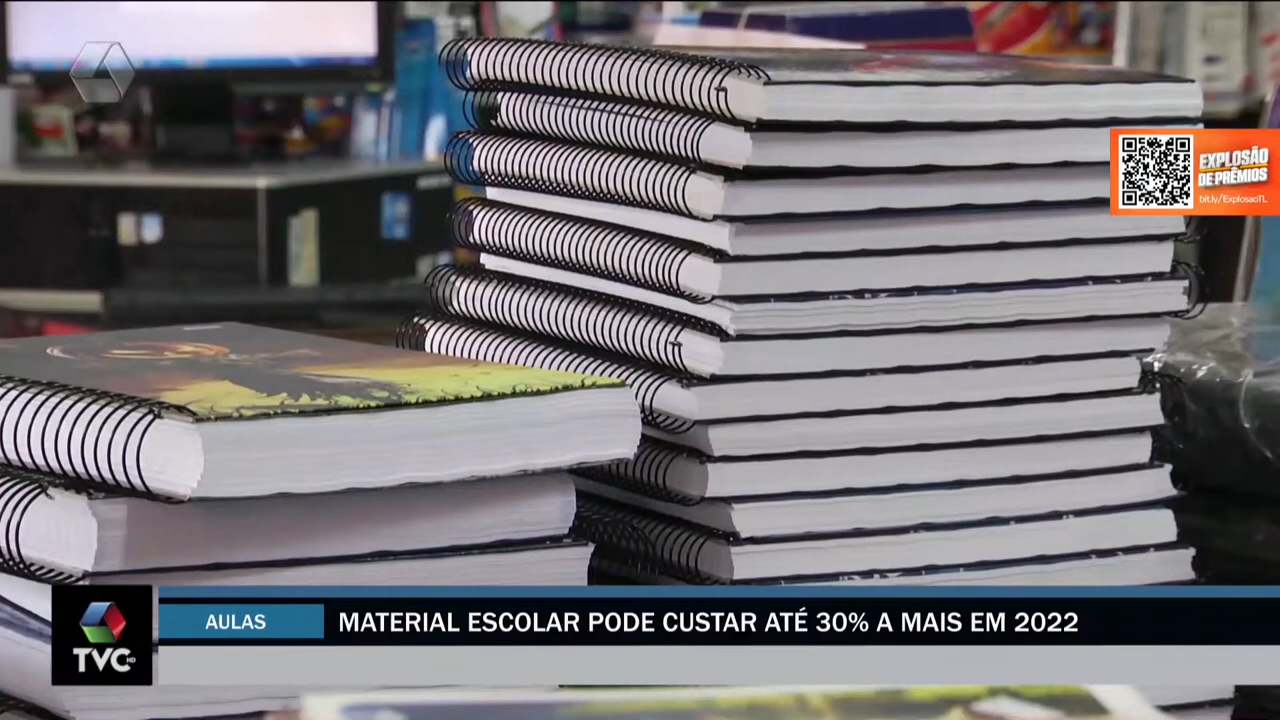 EXPLOSÃO
DE PRÊMIOS
bit.ly/ExplosaoTL
AULAS
MATERIAL ESCOLAR PODE CUSTAR ATÉ 30% A MAIS EM 2022
TVC HD